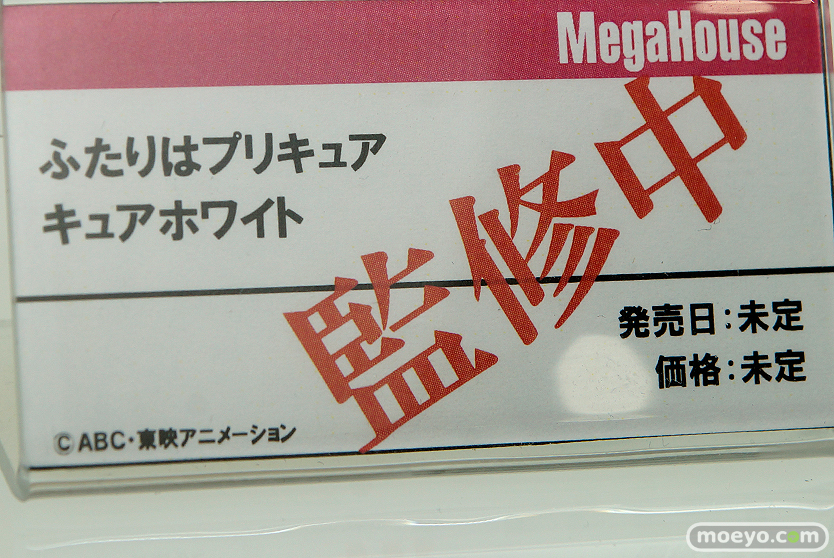 MegaHouse
ふたりはプリキュア
キュアホワイト
監修中
発売日:未定
価格:未定
©ABC・東映アニメーション
moeyo.com